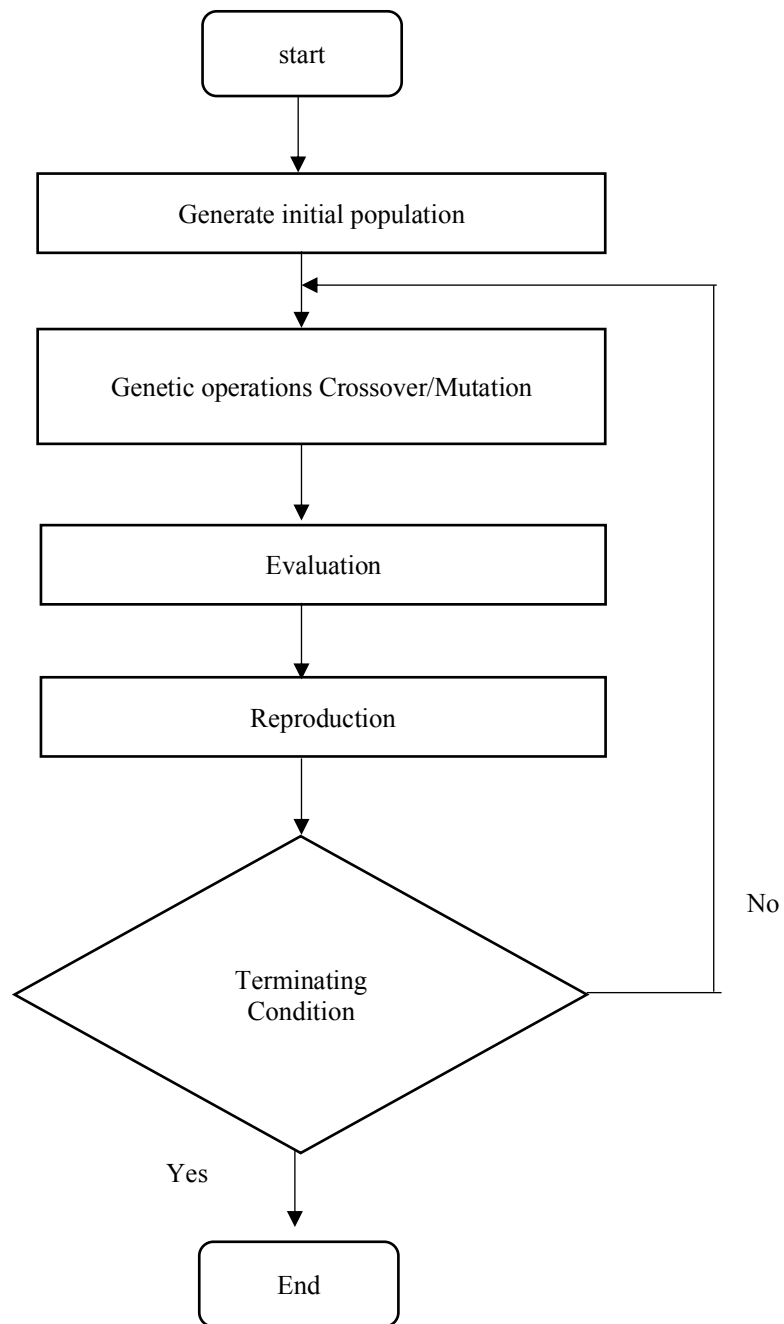 start
Generate initial population
Genetic operations Crossover/Mutation
Evaluation
Reproduction
No
Terminating
Condition
Yes
End